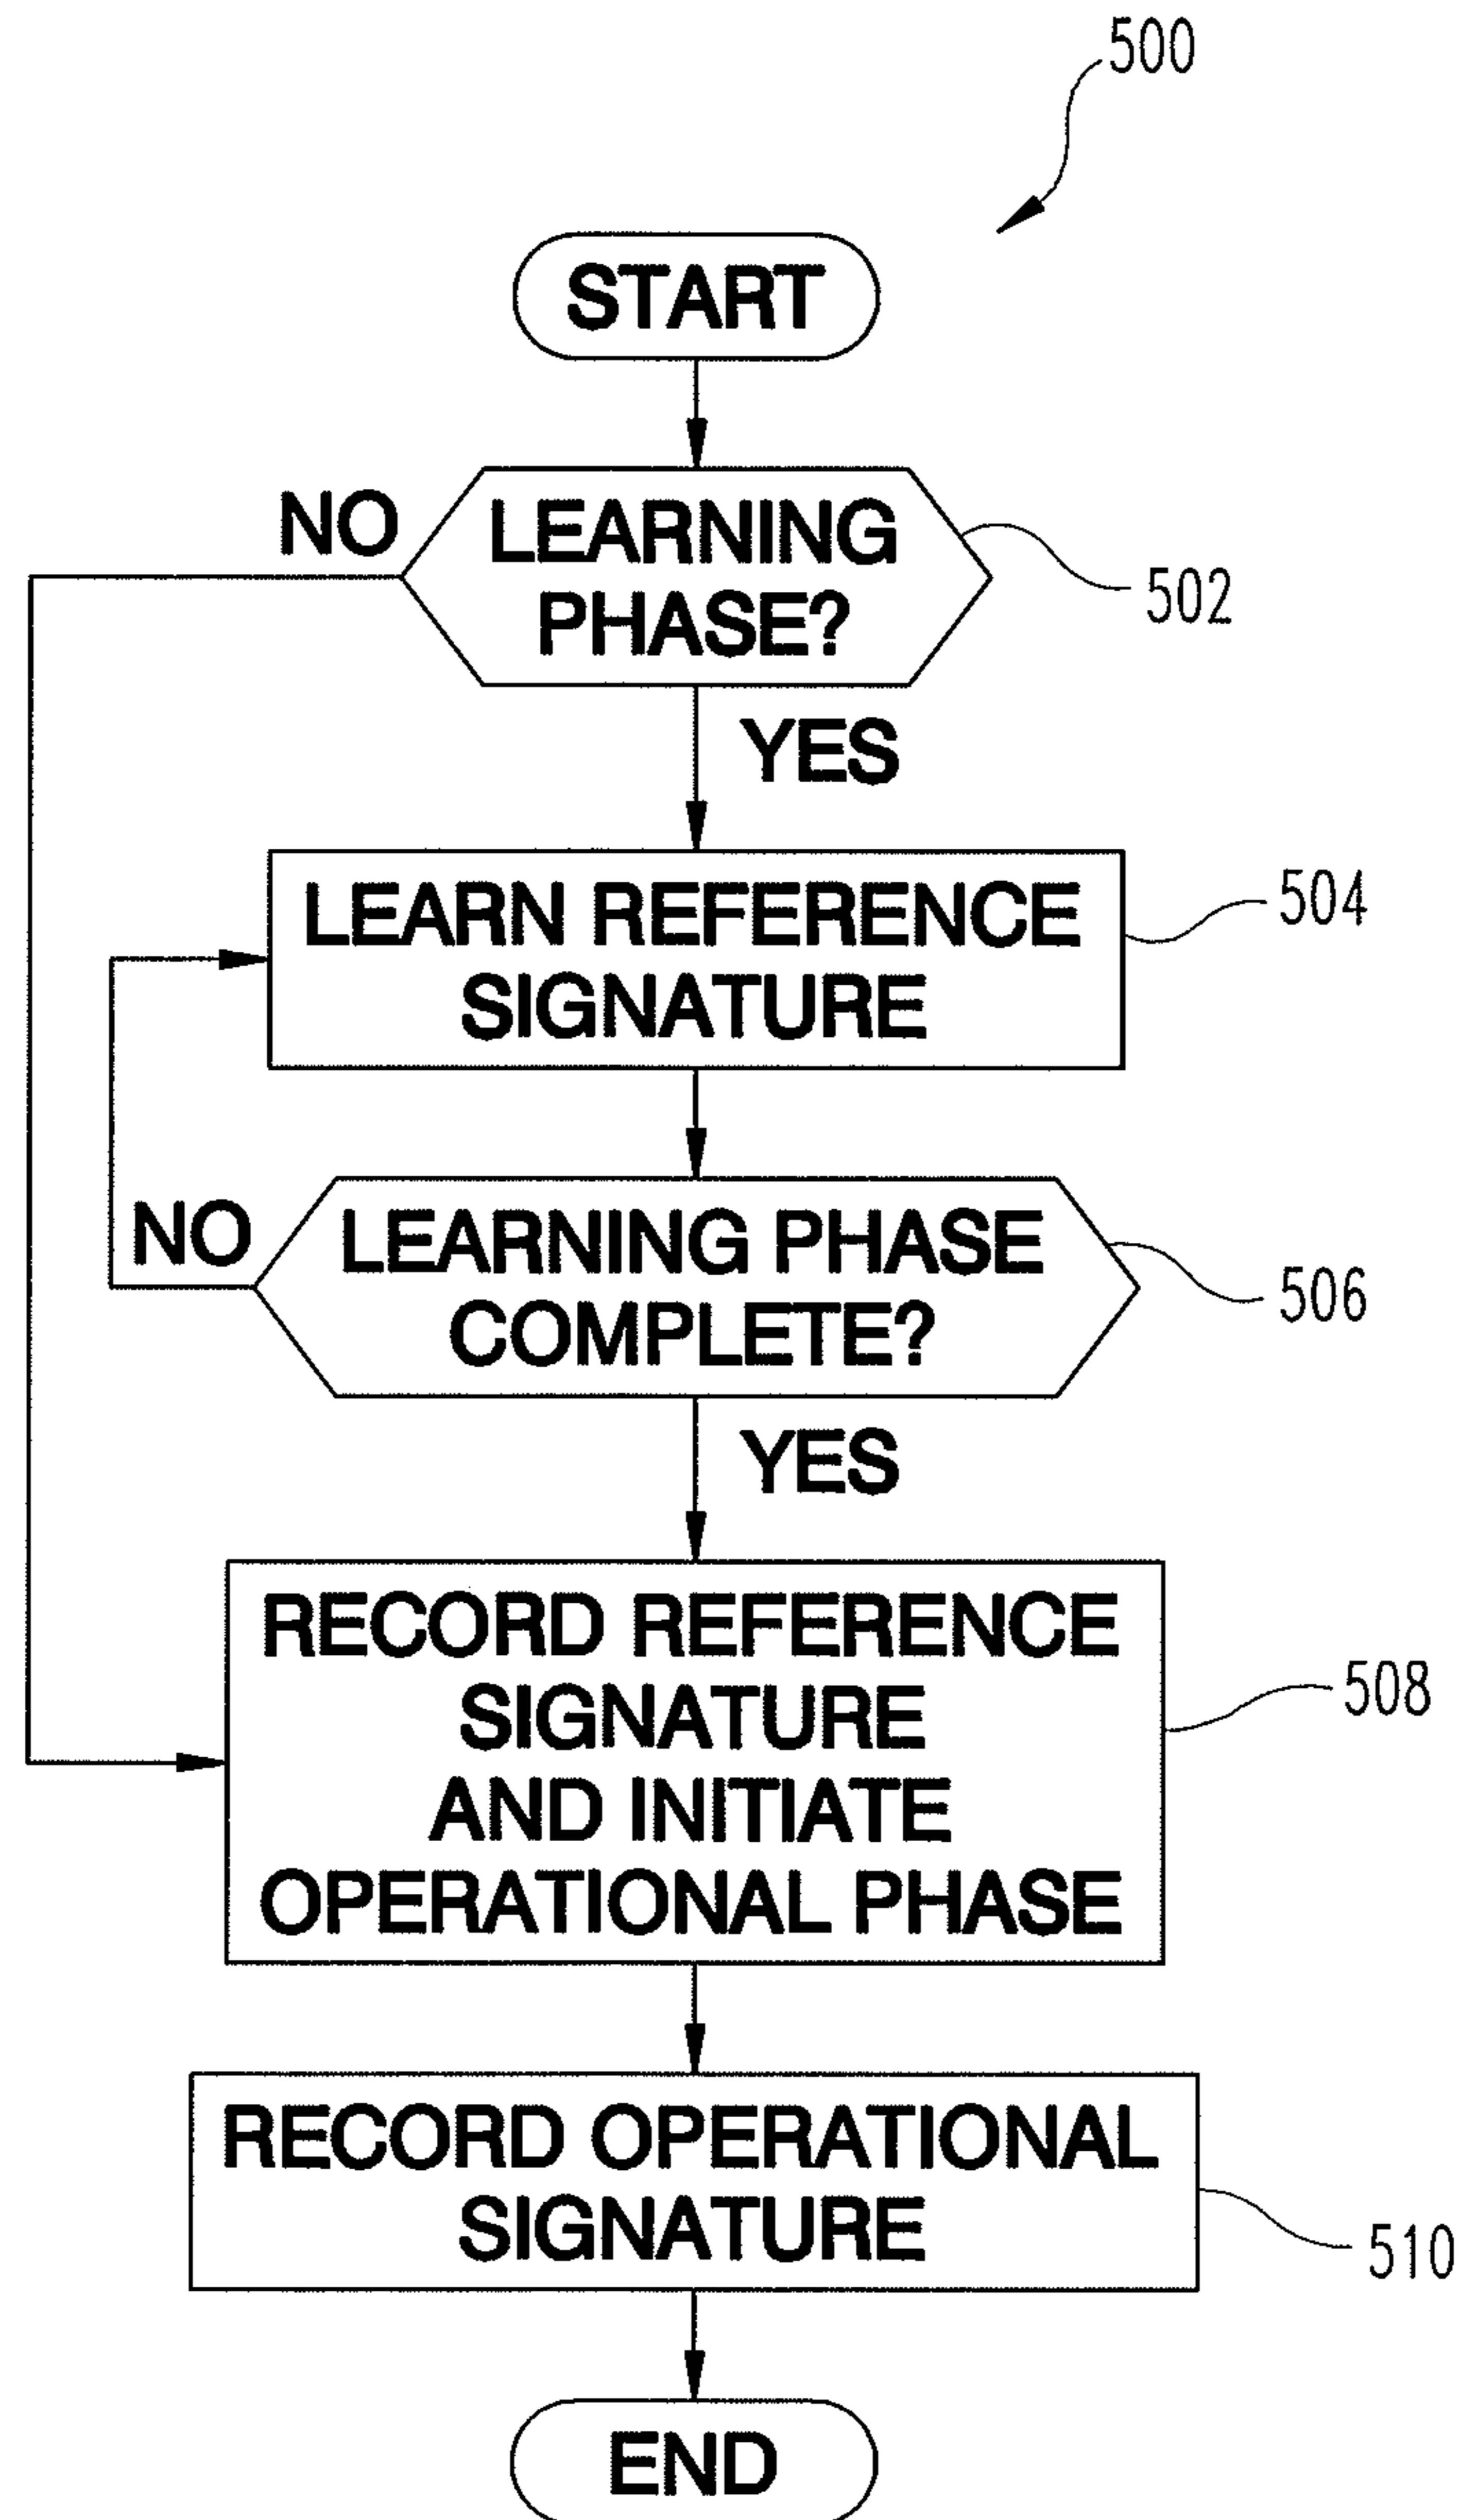 500
START
NO
LEARNING
PHASE?
502
YES
LEARN REFERENCE
SIGNATURE
504
NO
LEARNING PHASE
COMPLETE?
506
YES
RECORD REFERENCE
SIGNATURE
AND INITIATE
OPERATIONAL PHASE
508
RECORD OPERATIONAL
SIGNATURE
510
END